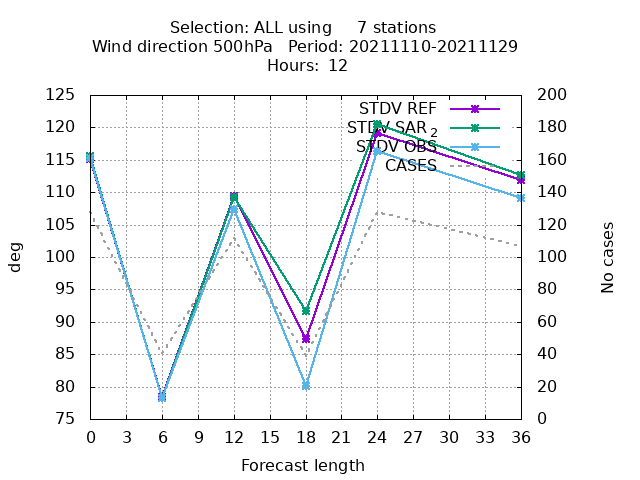 Selection: ALL using     7 stations
Wind direction 500hPa   Period: 20211110-20211129
Hours: 12
125 200
120 180
115 160
110 140
105 120
100 100
95 80
90 60
85 40
80 20
75 0
deg
No cases
STDV REF
STDV SAR 2
STDV OBS
CASES
0 3 6 9 12 15 18 21 24 27 30 33 36
Forecast length